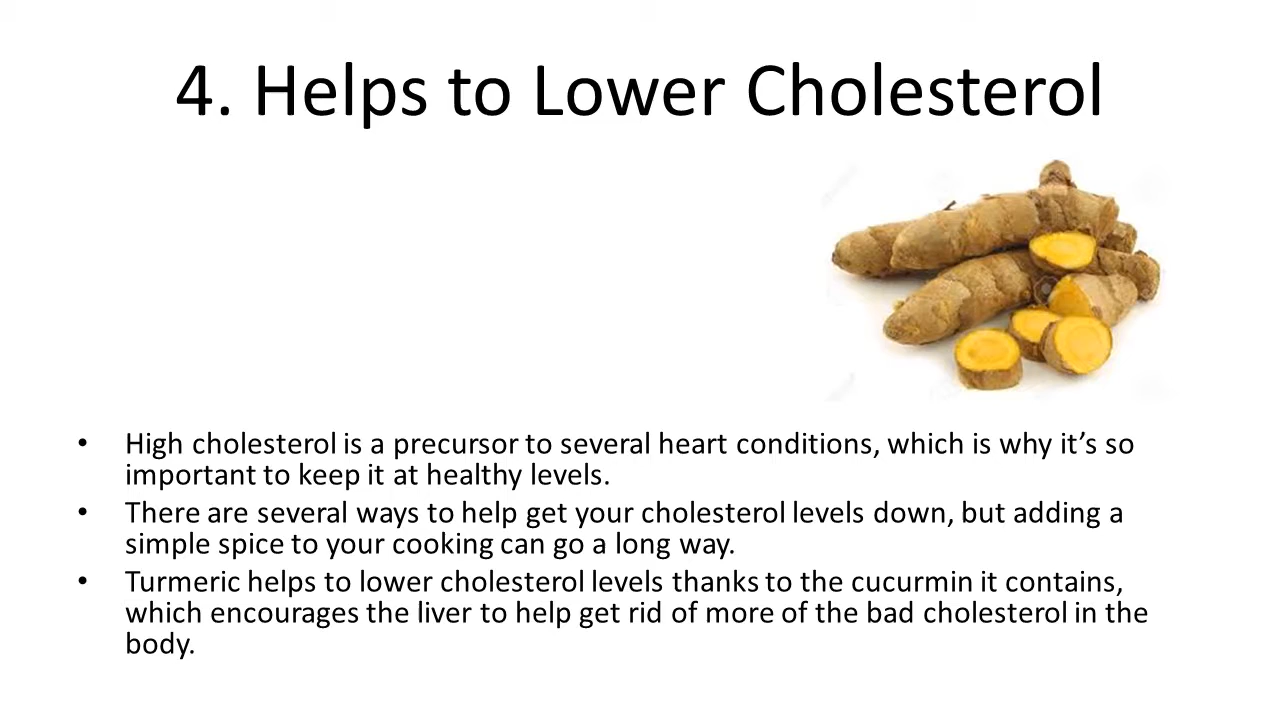 4. Helps to Lower Cholesterol
• High cholesterol is a precursor to several heart conditions, which is why it’s so
important to keep it at healthy levels.
• There are several ways to help get your cholesterol levels down, but adding a
simple spice to your cooking can go a long way.
• Turmeric helps to lower cholesterol levels thanks to the cucurmin it contains,
which encourages the liver to help get rid of more of the bad cholesterol in the
body.